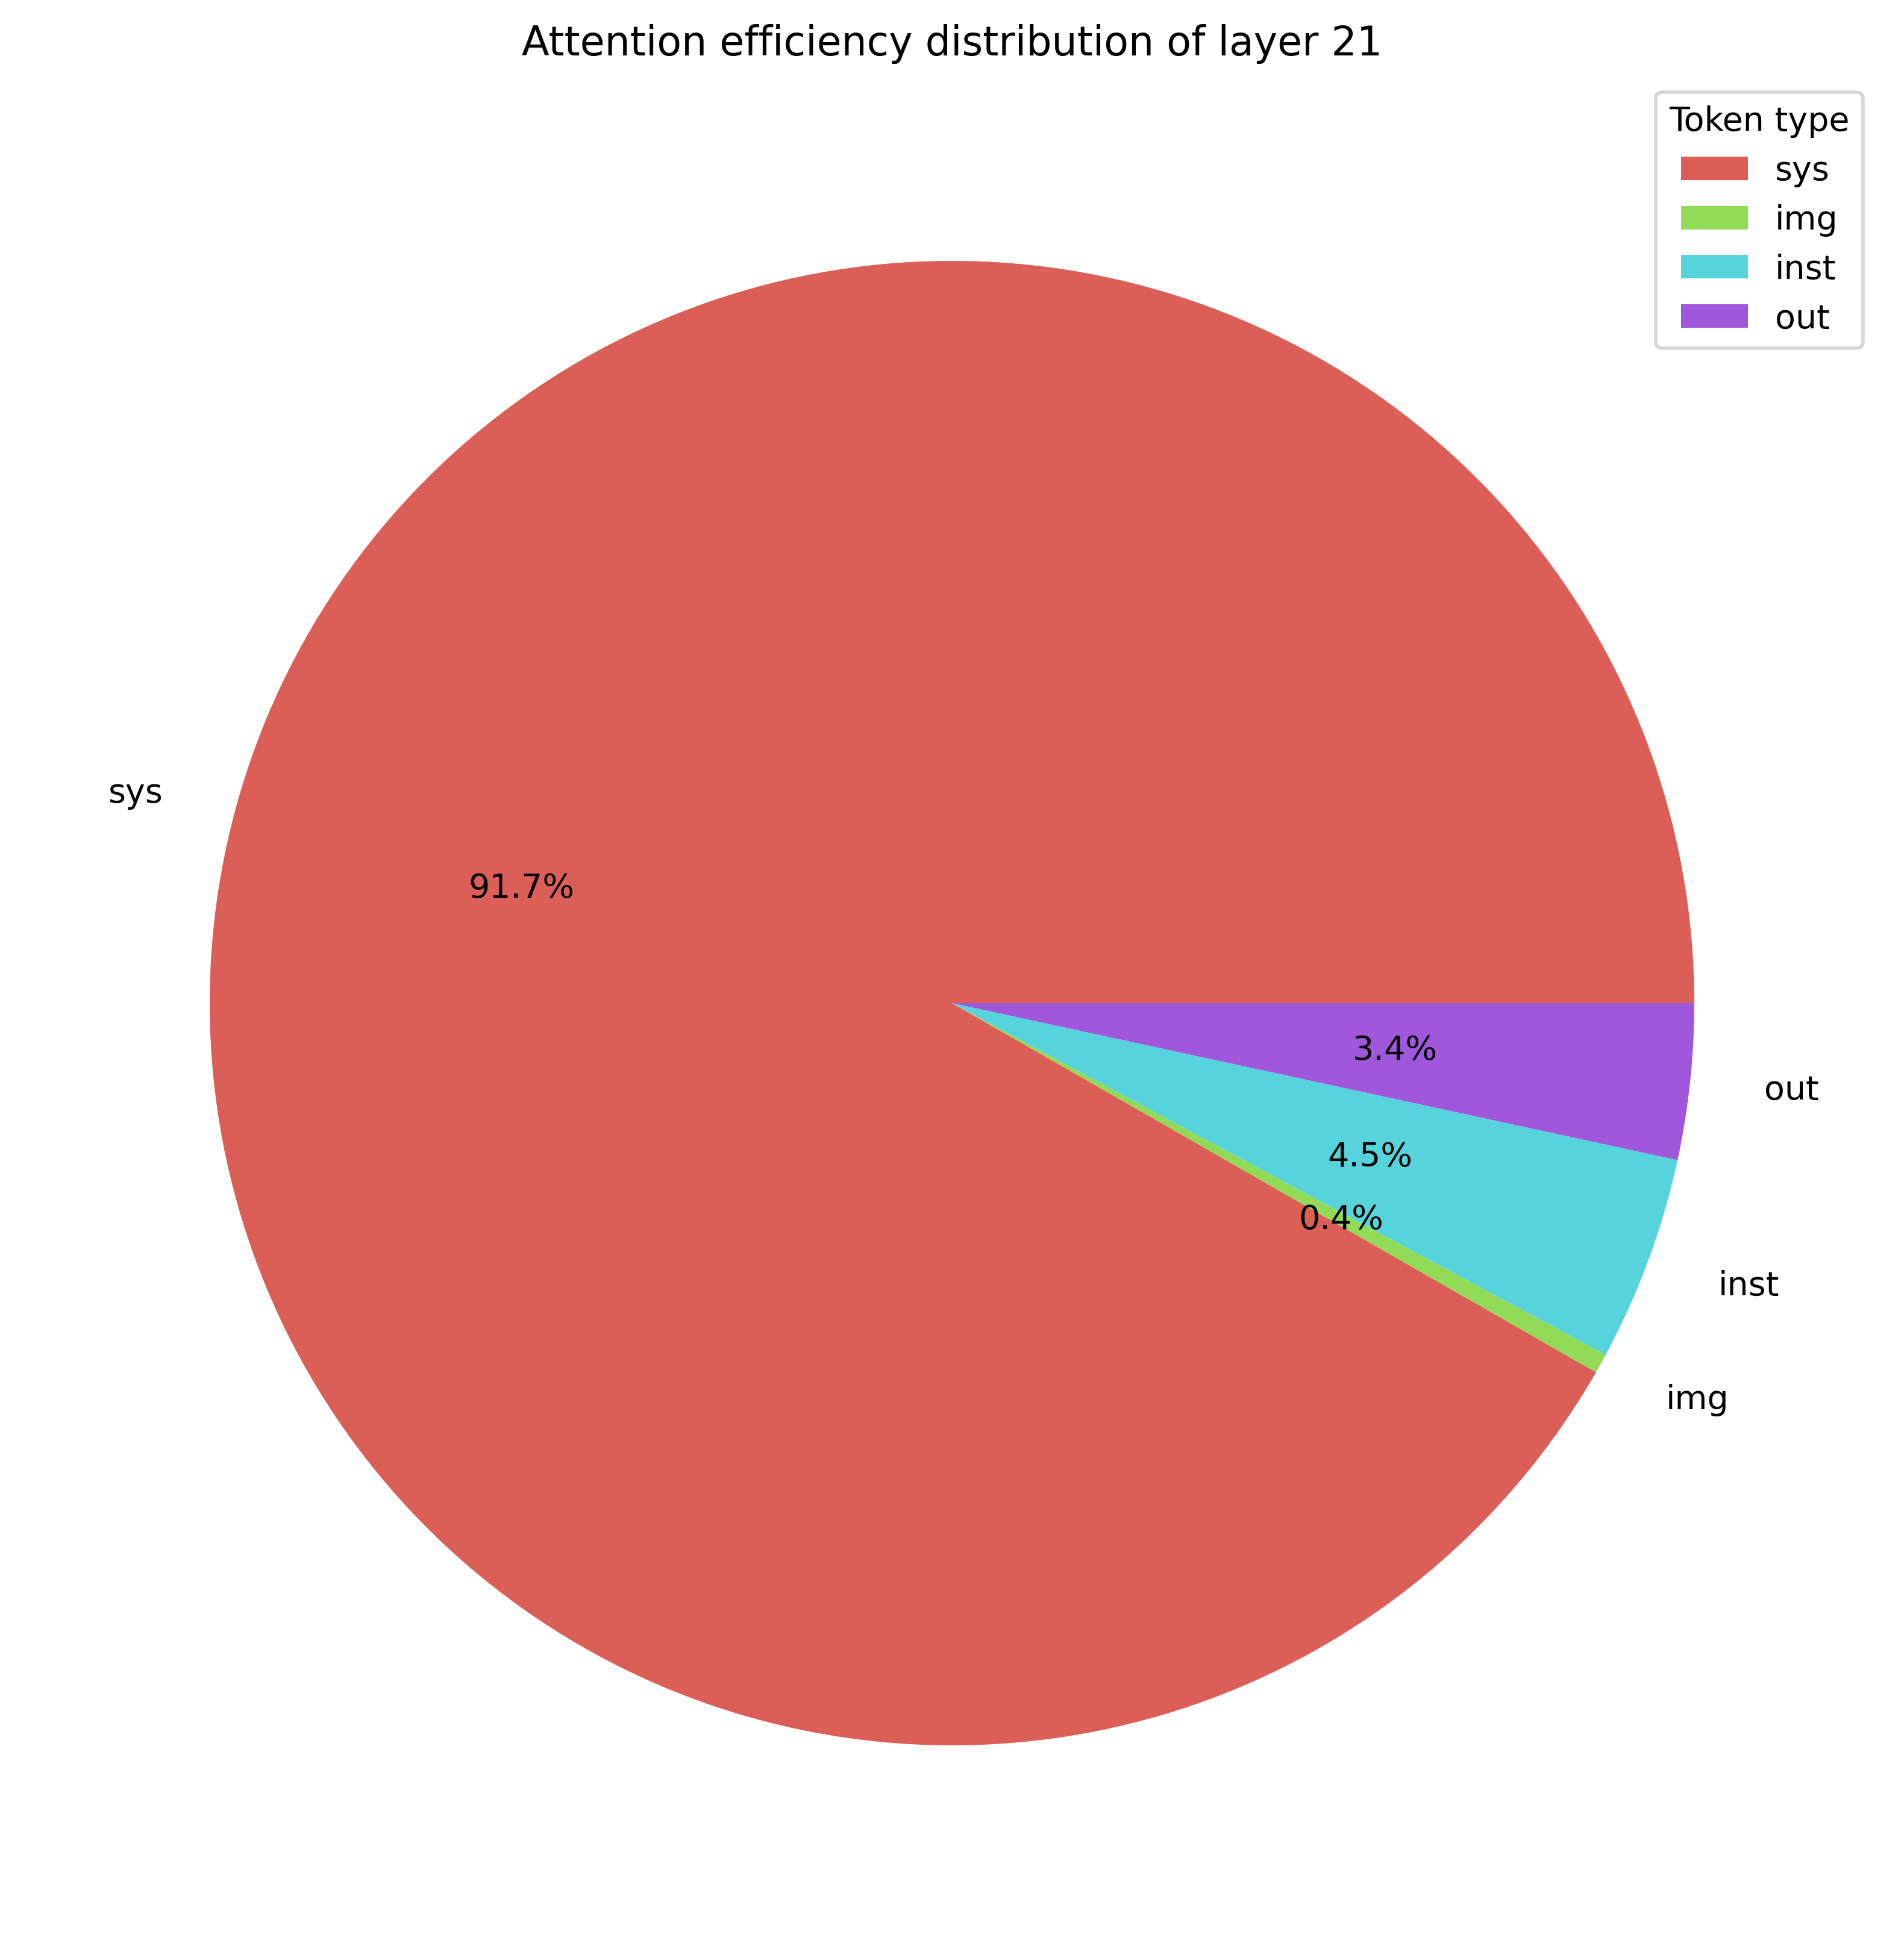 Attention efficiency distribution of layer 21
Token type
sys
img
inst
out
sys
91.7%
3.4%
out
4.5%
0.4%
inst
img